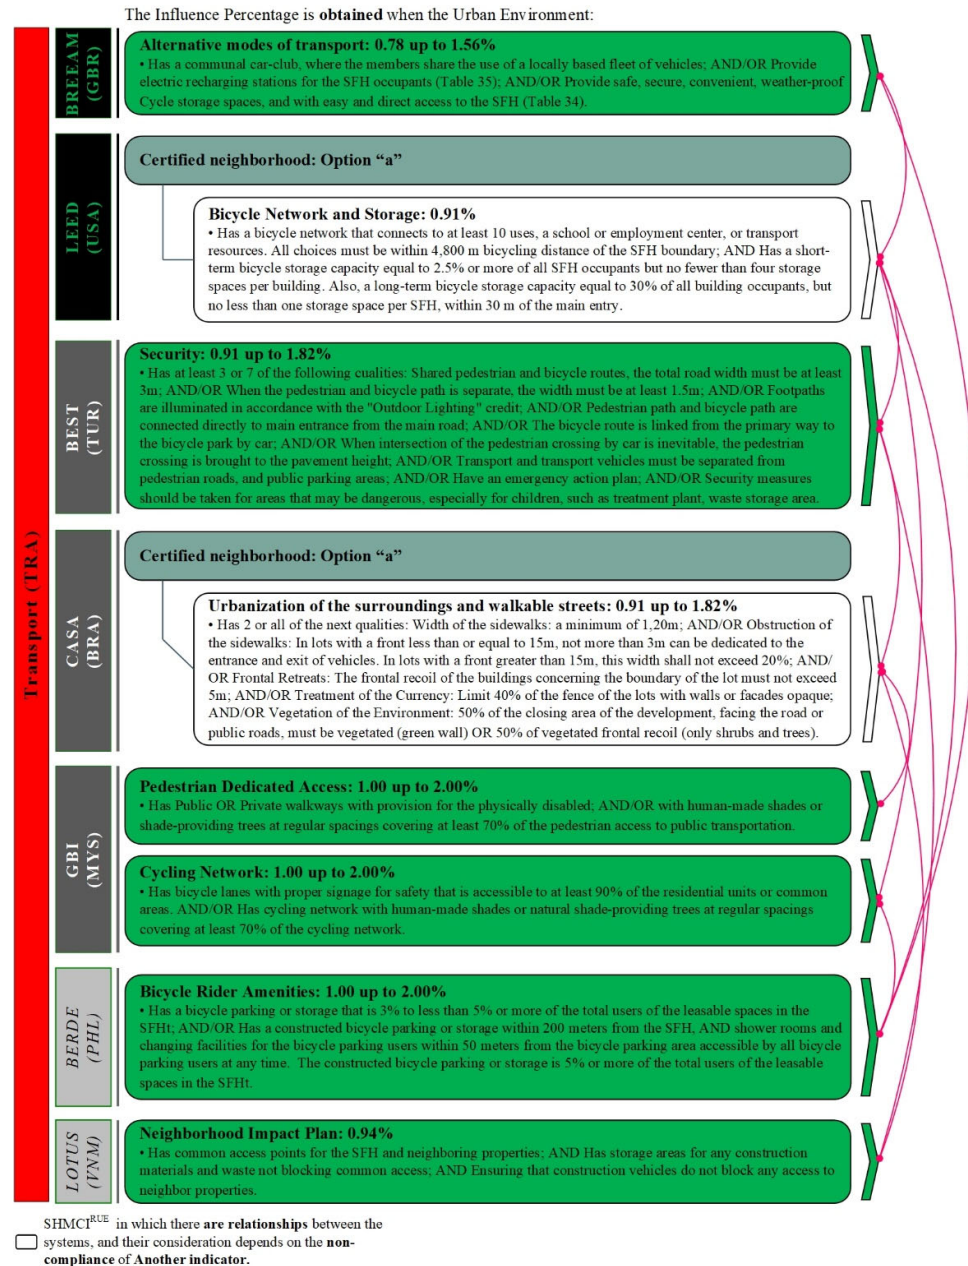 The Influence Percentage is obtained when the Urban Environment:
Transport (TRA)
BREEAM
(GBR)
Alternative modes of transport: 0.78 up to 1.56%
• Has a communal car-club, where the members share the use of a locally based fleet of vehicles; AND/OR Provide
electric recharging stations for the SFH occupants (Table 35); AND/OR Provide safe, secure, convenient, weather-proof
Cycle storage spaces, and with easy and direct access to the SFH (Table 34).
LEED
(USA)
Certified neighborhood: Option “a”
Bicycle Network and Storage: 0.91%
• Has a bicycle network that connects to at least 10 uses, a school or employment center, or transport
resources. All choices must be within 4,800 m bicycling distance of the SFH boundary; AND Has a short-
term bicycle storage capacity equal to 2.5% or more of all SFH occupants but no fewer than four storage
spaces per building. Also, a long-term bicycle storage capacity equal to 30% of all building occupants, but
no less than one storage space per SFH, within 30 m of the main entry.
BEST
(TUR)
Security: 0.91 up to 1.82%
• Has at least 3 or 7 of the following cualities: Shared pedestrian and bicycle routes, the total road width must be at least
3m; AND/OR When the pedestrian and bicycle path is separate, the width must be at least 1.5m; AND/OR Footpaths
are illuminated in accordance with the "Outdoor Lighting" credit; AND/OR Pedestrian path and bicycle path are
connected directly to main entrance from the main road; AND/OR The bicycle route is linked from the primary way to
the bicycle park by car; AND/OR When intersection of the pedestrian crossing by car is inevitable, the pedestrian
crossing is brought to the pavement height; AND/OR Transport and transport vehicles must be separated from
pedestrian roads, and public parking areas; AND/OR Have an emergency action plan; AND/OR Security measures
should be taken for areas that may be dangerous, especially for children, such as treatment plant, waste storage area.
CASA
(BRA)
Certified neighborhood: Option “a”
Urbanization of the surroundings and walkable streets: 0.91 up to 1.82%
• Has 2 or all of the next qualities: Width of the sidewalks: a minimum of 1,20m; AND/OR Obstruction of
the sidewalks: In lots with a front less than or equal to 15m, not more than 3m can be dedicated to the
entrance and exit of vehicles. In lots with a front greater than 15m, this width shall not exceed 20%; AND/
OR Frontal Retreats: The frontal recoil of the buildings concerning the boundary of the lot must not exceed
5m; AND/OR Treatment of the Currency: Limit 40% of the fence of the lots with walls or facades opaque;
AND/OR Vegetation of the Environment: 50% of the closing area of the development, facing the road or
public roads, must be vegetated (green wall) OR 50% of vegetated frontal recoil (only shrubs and trees).
GBI
(MYS)
Pedestrian Dedicated Access: 1.00 up to 2.00%
• Has Public OR Private walkways with provision for the physically disabled; AND/OR with human-made shades or
shade-providing trees at regular spacings covering at least 70% of the pedestrian access to public transportation.
Cycling Network: 1.00 up to 2.00%
• Has bicycle lanes with proper signage for safety that is accessible to at least 90% of the residential units or common
areas. AND/OR Has cycling network with human-made shades or natural shade-providing trees at regular spacings
covering at least 70% of the cycling network.
BERDE
(PHL)
Bicycle Rider Amenities: 1.00 up to 2.00%
• Has a bicycle parking or storage that is 3% to less than 5% or more of the total users of the leasable spaces in the
SFHt; AND/OR Has a constructed bicycle parking or storage within 200 meters from the SFH, AND shower rooms and
changing facilities for the bicycle parking users within 50 meters from the bicycle parking area accessible by all bicycle
parking users at any time. The constructed bicycle parking or storage is 5% or more of the total users of the leasable
spaces in the SFHt.
LOTUS
(VNM)
Neighborhood Impact Plan: 0.94%
• Has common access points for the SFH and neighboring properties; AND Has storage areas for any construction
materials and waste not blocking common access; AND Ensuring that construction vehicles do not block any access to
neighbor properties.
SHMCI^RUE in which there are relationships between the
systems, and their consideration depends on the non-
compliance of Another indicator.